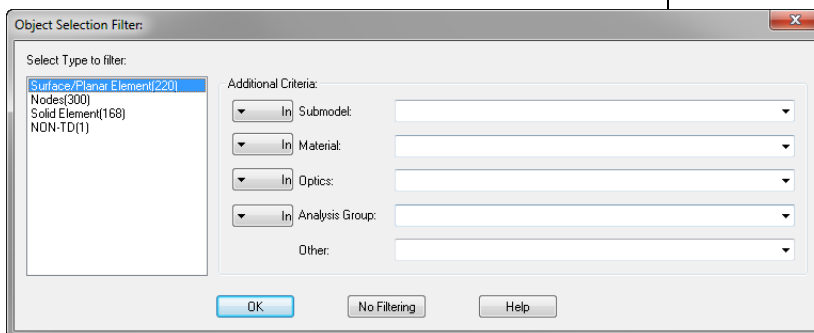 Object Selection Filter:
Select Type to filter:
Surface/Planar Element(220)
Nodes(300)
Solid Element(168)
NON-TD(1)
Additional Criteria:
In Submodel:
In Material:
In Optics:
In Analysis Group:
Other:
OK No Filtering Help